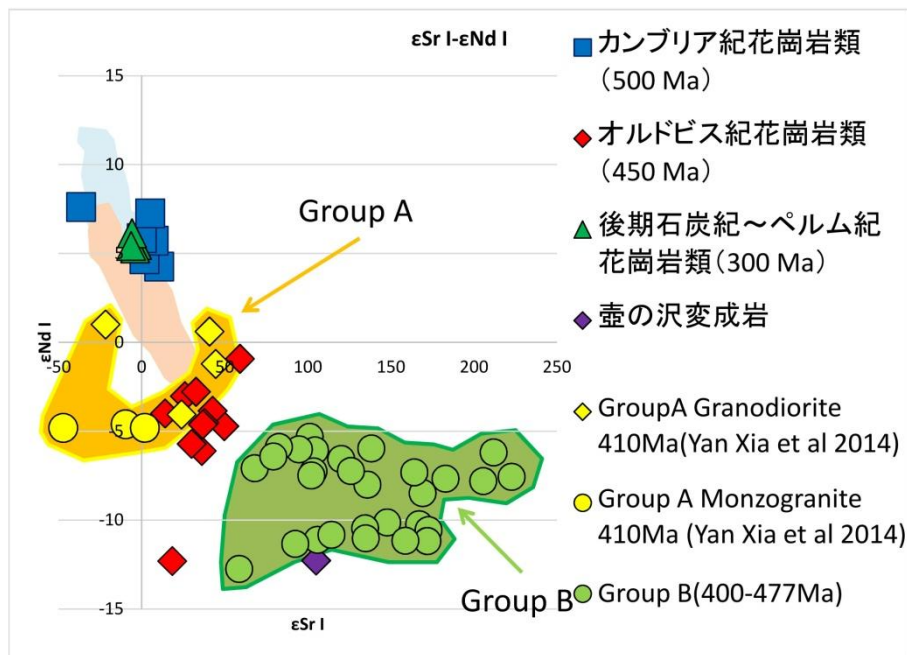 εSr I-εNd I
15
10
5
0
-5
-10
-15
-50
0
50
100
150
200
250
εNd I
εSr I
Group A
Group B
カンブリア紀花崗岩類
（500 Ma）
オルドビス紀花崗岩類
（450 Ma）
後期石炭紀～ペルム紀
花崗岩類（300 Ma）
壺の沢変成岩
GroupA Granodiorite
410Ma(Yan Xia et al 2014)
Group A Monzogranite
410Ma (Yan Xia et al 2014)
Group B(400-477Ma)